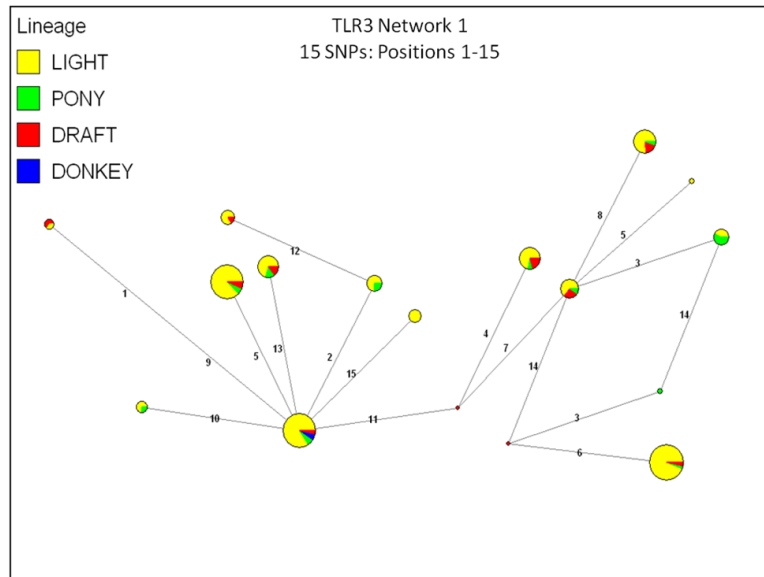 Lineage
LIGHT
PONY
DRAFT
DONKEY
TLR3 Network 1
15 SNPs: Positions 1-15
8
5
12
3
1
4
14
5
13
2
15
7
9
14
10
11
3
6